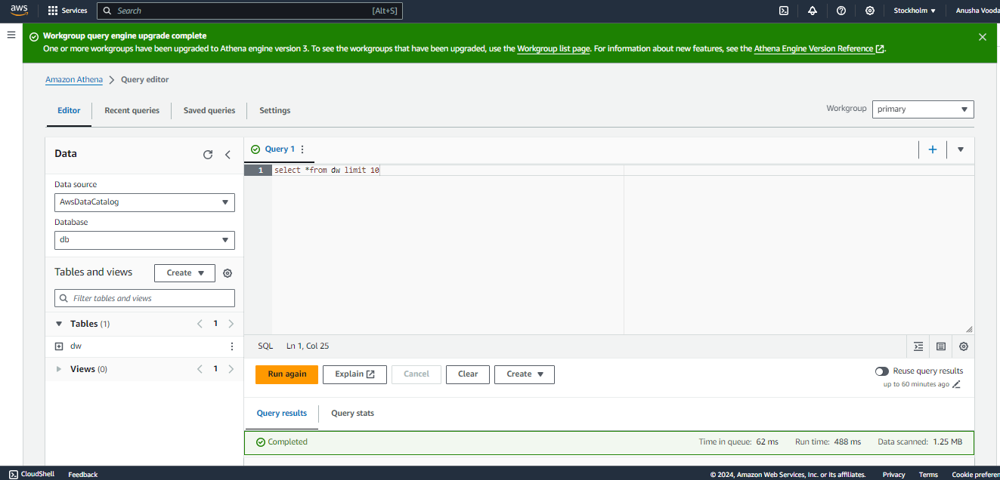 aws Services Search [Alt+S] Stockholm Anusha Vooda
Workgroup query engine upgrade complete
One or more workgroups have been upgraded to Athena engine version 3. To see the workgroups that have been upgraded, use the Workgroup list page. For information about new features, see the Athena Engine Version Reference.
Amazon Athena > Query editor
Editor Recent queries Saved queries Settings Workgroup primary
Data
Query 1
1 select *from dw limit 10
Data source
AwsDataCatalog
Database
db
Tables and views Create
Filter tables and views
Tables (1) < 1 >
dw
Views (0) < 1 >
SQL Ln 1, Col 25
Run again Explain Cancel Clear Create Reuse query results
up to 60 minutes ago
Query results Query stats
Completed Time in queue: 62 ms Run time: 488 ms Data scanned: 1.25 MB
CloudShell Feedback © 2024, Amazon Web Services, Inc. or its affiliates. Privacy Terms Cookie preferen